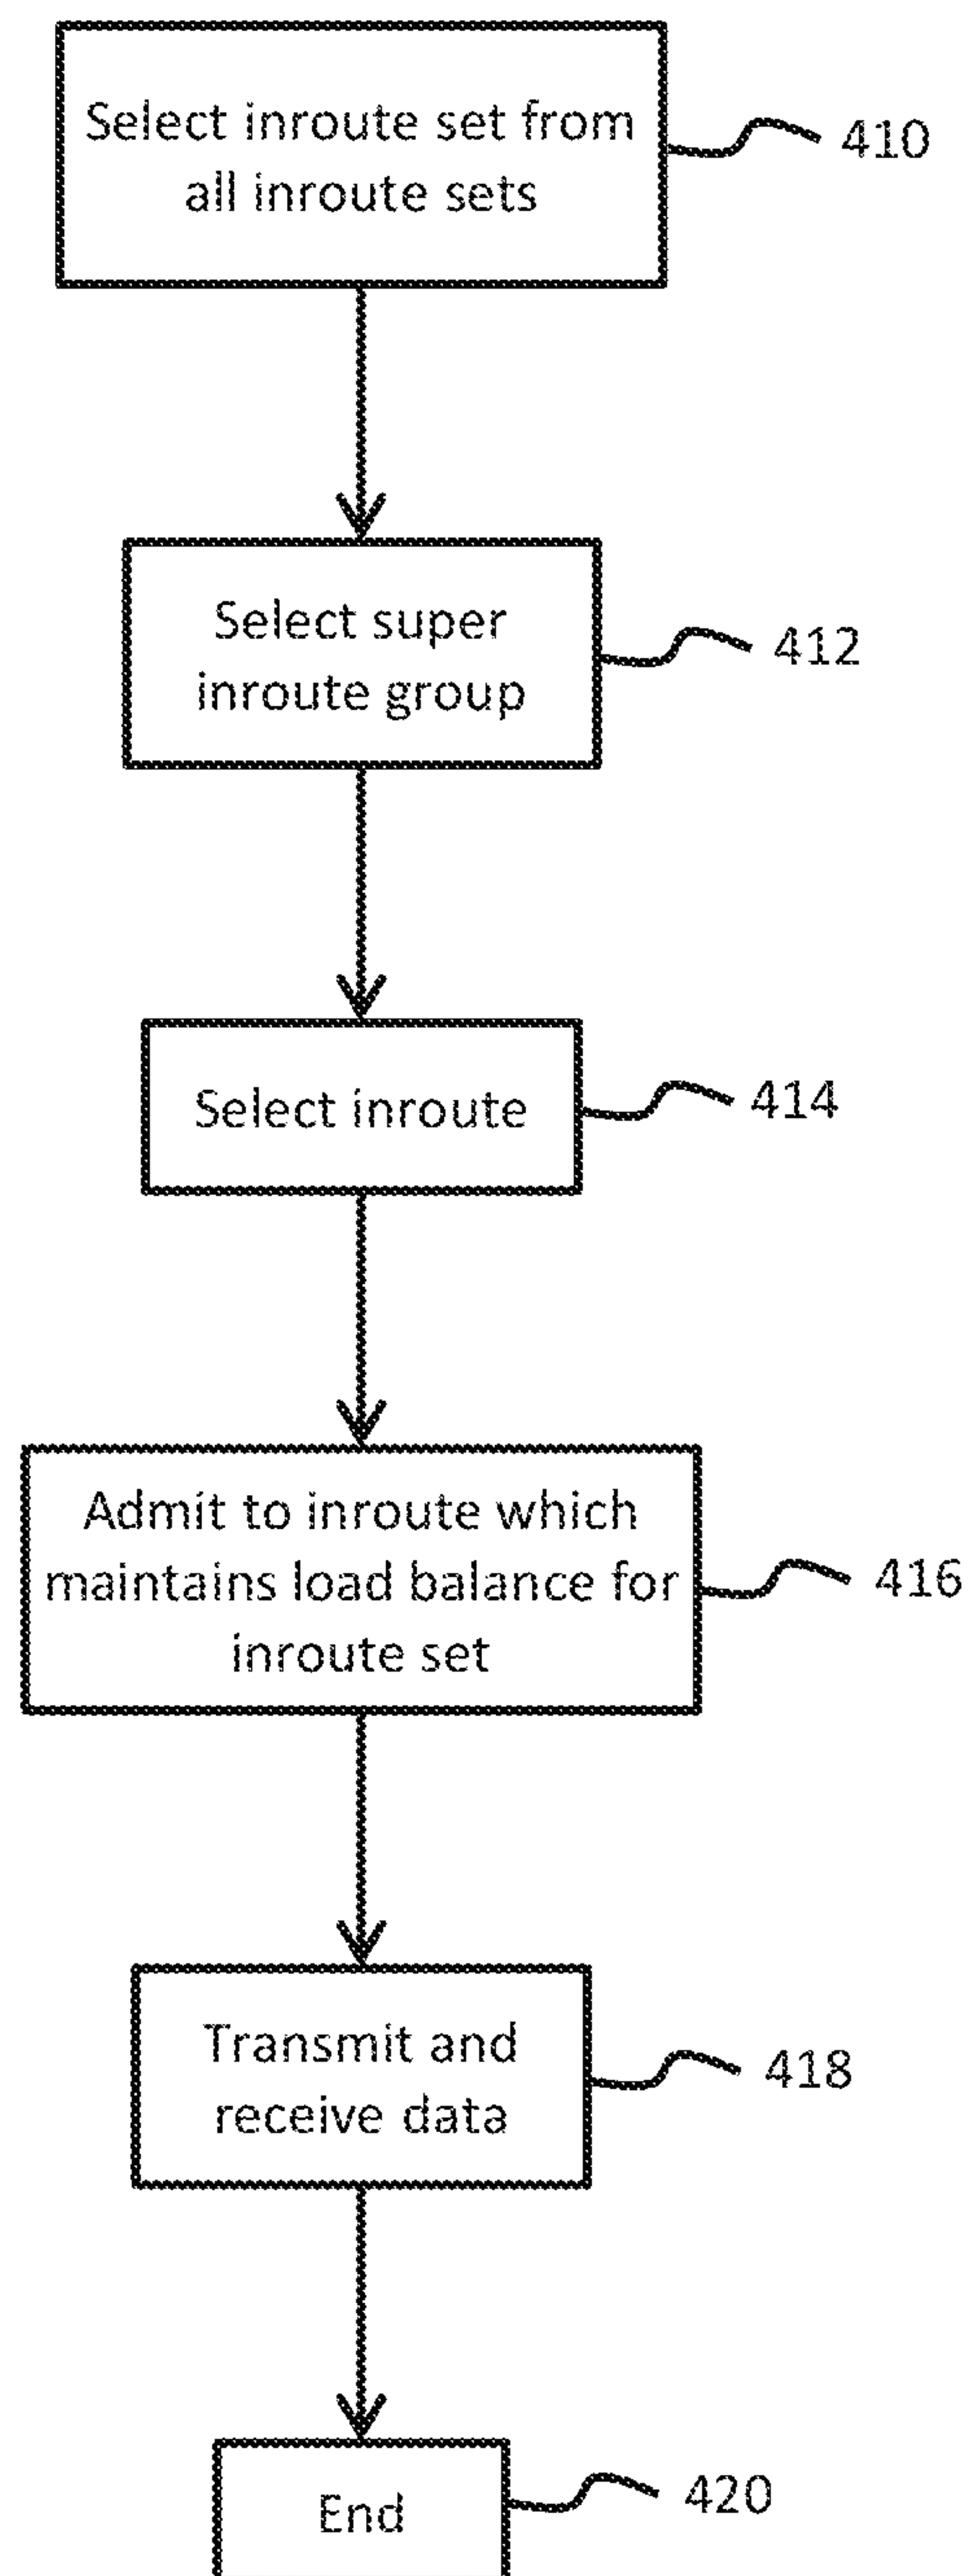 Select inroute set from
all inroute sets
410
Select super
inroute group
412
Select inroute
414
Admit to inroute which
maintains load balance for
inroute set
416
Transmit and
receive data
418
End
420